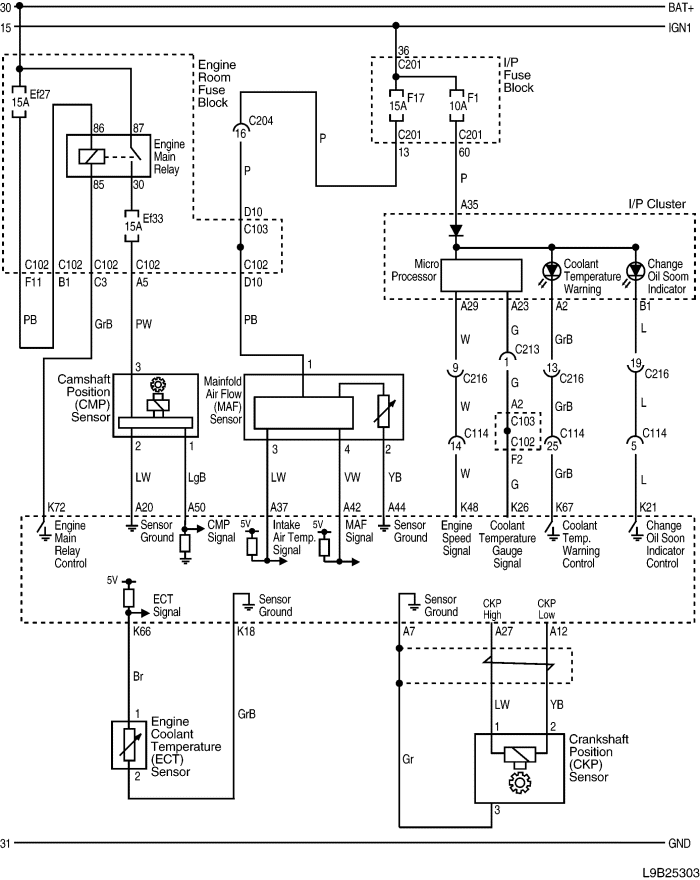 30 BAT+
15 IGN1
Engine
Room
Fuse
Block
36
C201
I/P
Fuse
Block
Ef27
15A
F17
15A
F1
10A
C204
16
P
C201
13
C201
60
86
87
Engine
Main
Relay
85
30
P
P
A35
I/P Cluster
Ef33
15A
D10
C103
Micro
Processor
Coolant
Temperature
Warning
Change
Oil Soom
Indicator
C102 C102 C102 C102 C102
F11 B1 C3 A5 D10
A29 A23 A2 B1
PB GrB PW PB
W G GrB L
C213
1
9 C216
13 C216
19 C216
3
Camshaft
Position
(CMP)
Sensor
1
Mainfold
Air Flow
(MAF)
Sensor
W G GrB L
A2
C103
C102
F2
14 C114
25 C114
5 C114
2 1
3 4 2
LW LgB LW VW YB
W G GrB L
K72 A20 A50 A37 A42 A44 K48 K26 K67 K21
Engine
Main
Relay
Control
Sensor
Ground
CMP
Signal
5V
Intake
Air Temp.
Signal
5V
MAF
Signal
Sensor
Ground
Engine
Speed
Signal
Coolant
Temperature
Gauge
Signal
Coolant
Temp.
Warning
Control
Change
Oil Soon
Indicator
Control
5V
ECT
Signal
Sensor
Ground
Sensor
Ground
CKP
High
CKP
Low
K66 K18 A7 A27 A12
Br
GrB
LW YB
1
Engine
Coolant
Temperature
(ECT)
Sensor
2
Gr
1 2
Crankshaft
Position
(CKP)
Sensor
3
31 GND
L9B25303